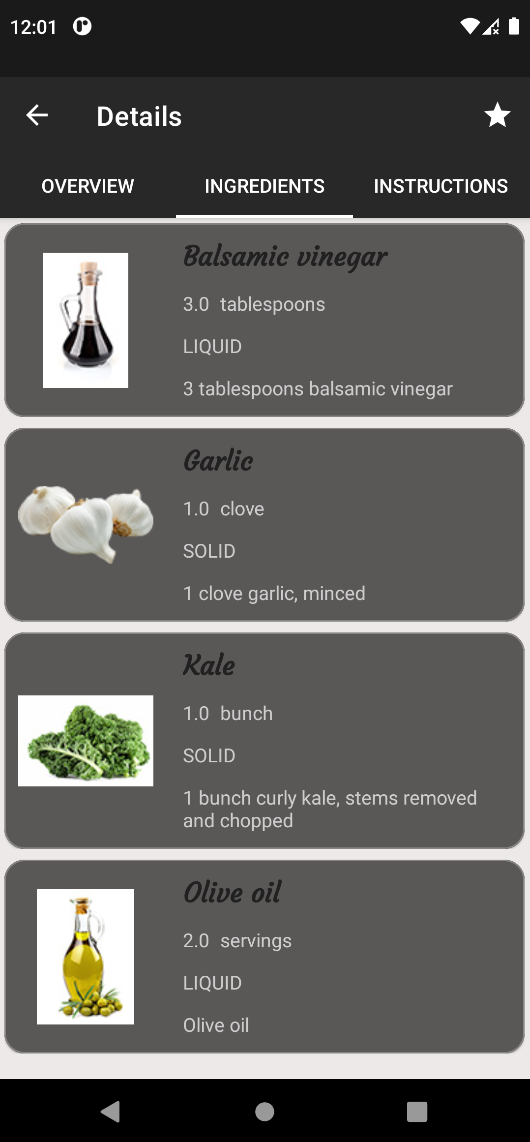 12:01
Details
OVERVIEW
INGREDIENTS
INSTRUCTIONS
Balsamic vinegar
3.0 tablespoons
LIQUID
3 tablespoons balsamic vinegar
Garlic
1.0 clove
SOLID
1 clove garlic, minced
Kale
1.0 bunch
SOLID
1 bunch curly kale, stems removed
and chopped
Olive oil
2.0 servings
LIQUID
Olive oil